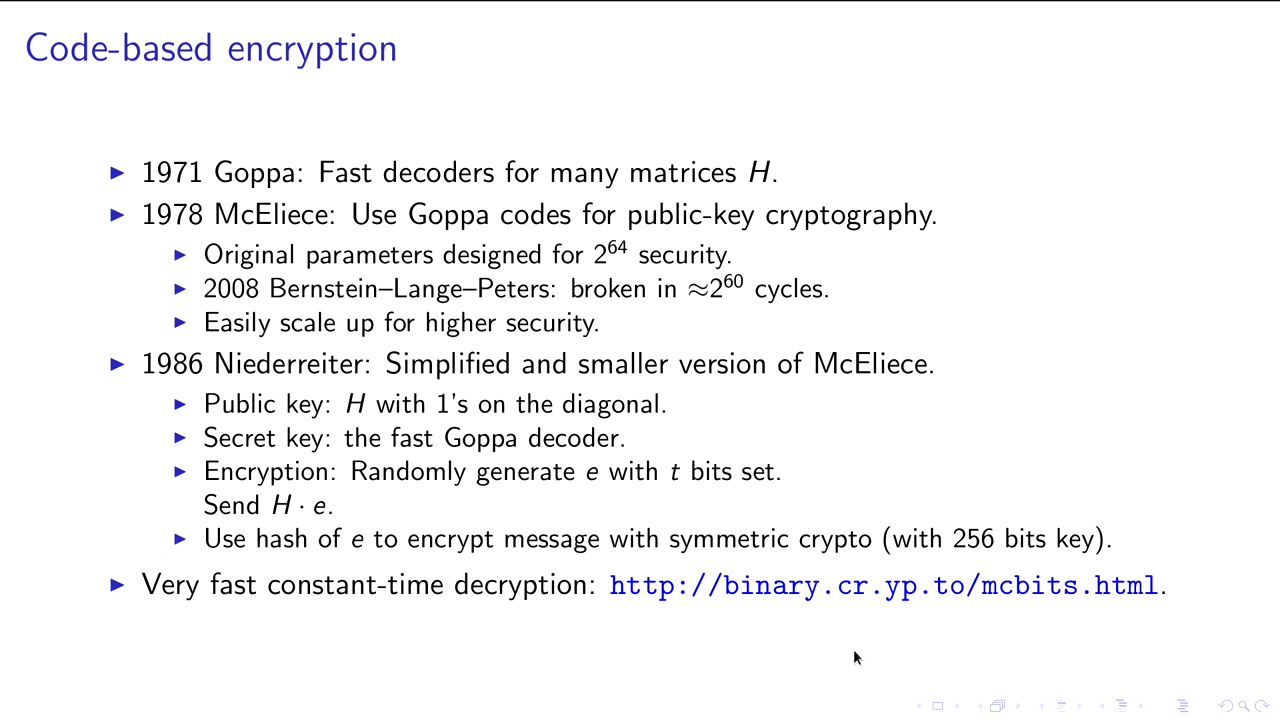 Code-based encryption
▶ 1971 Goppa: Fast decoders for many matrices H.
▶ 1978 McEliece: Use Goppa codes for public-key cryptography.
▶ Original parameters designed for 2^64 security.
▶ 2008 Bernstein–Lange–Peters: broken in ≈2^60 cycles.
▶ Easily scale up for higher security.
▶ 1986 Niederreiter: Simplified and smaller version of McEliece.
▶ Public key: H with 1's on the diagonal.
▶ Secret key: the fast Goppa decoder.
▶ Encryption: Randomly generate e with t bits set.
Send H · e.
▶ Use hash of e to encrypt message with symmetric crypto (with 256 bits key).
▶ Very fast constant-time decryption: http://binary.cr.yp.to/mcbits.html.